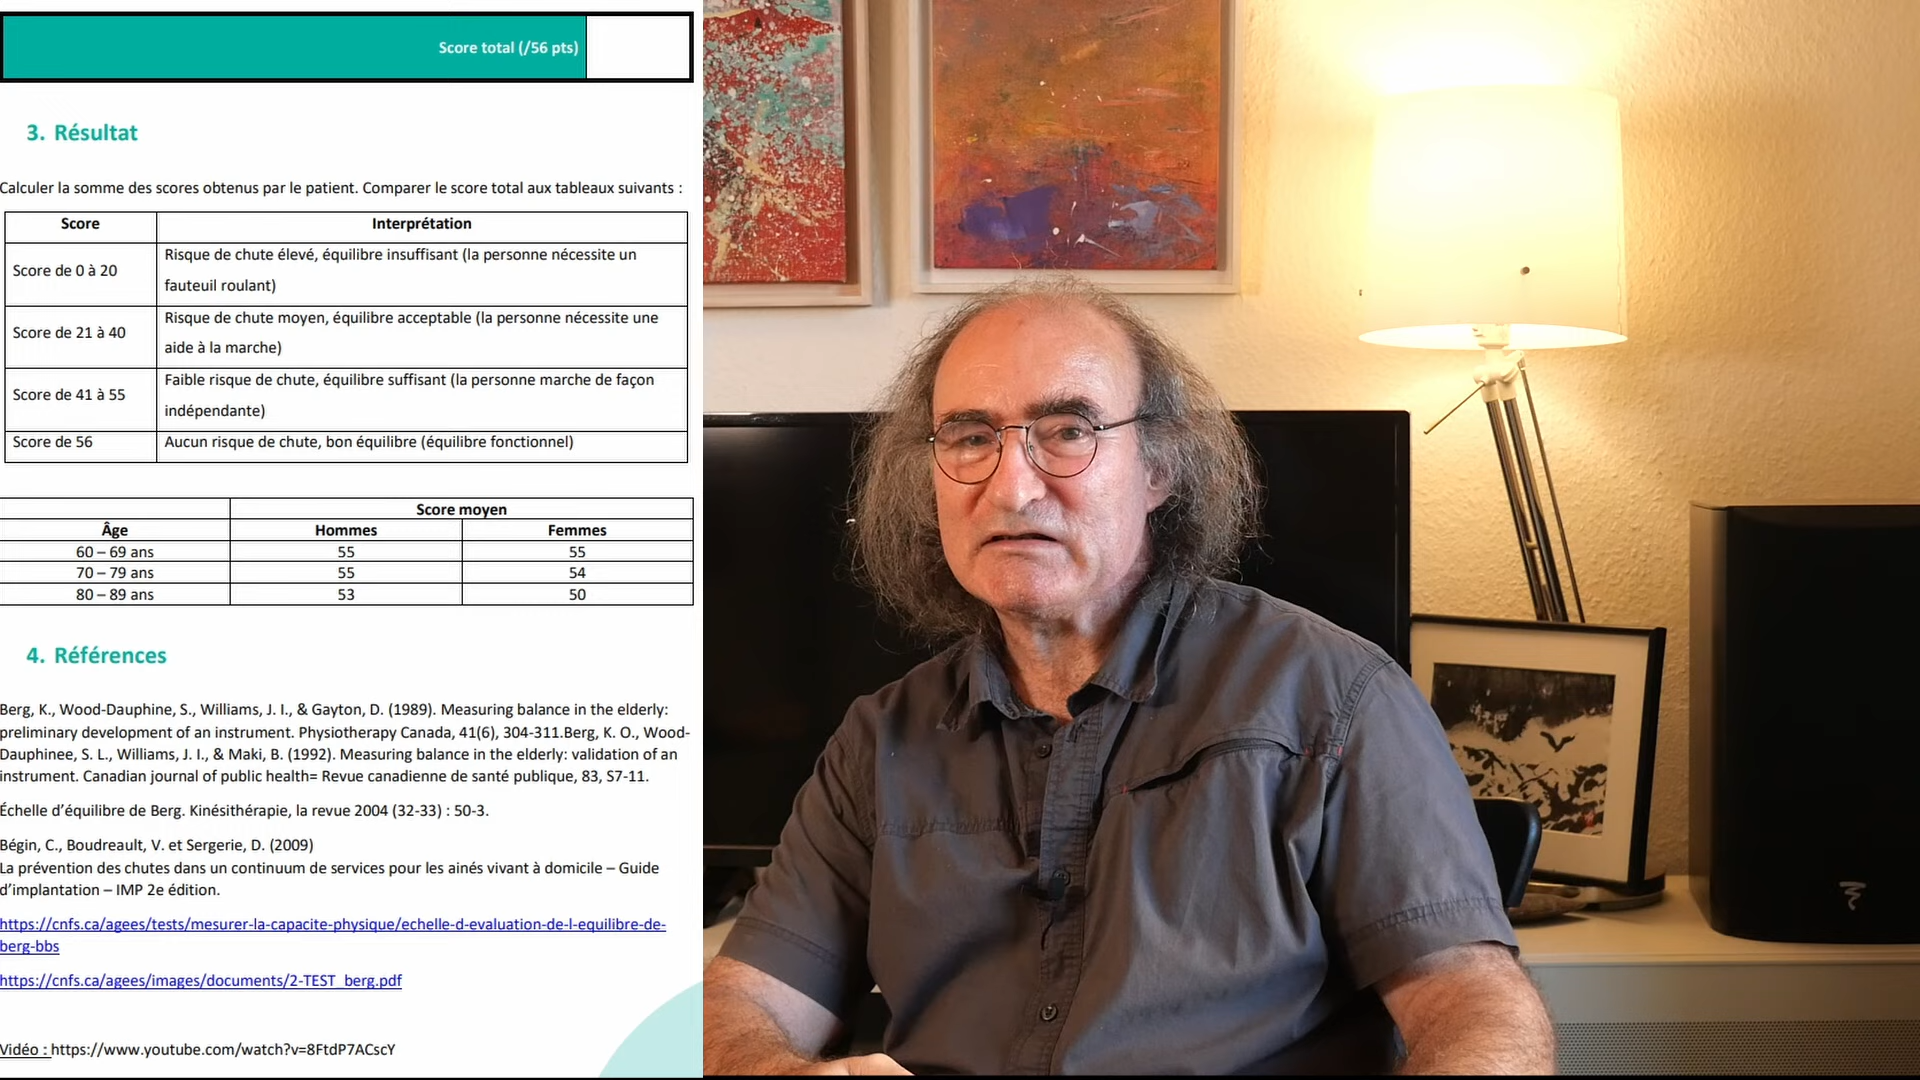 Score total (/56 pts)
3. Résultat
Calculer la somme des scores obtenus par le patient. Comparer le score total aux tableaux suivants :
Score Interprétation
Score de 0 à 20 Risque de chute élevé, équilibre insuffisant (la personne nécessite un
fauteuil roulant)
Score de 21 à 40 Risque de chute moyen, équilibre acceptable (la personne nécessite une
aide à la marche)
Score de 41 à 55 Faible risque de chute, équilibre suffisant (la personne marche de façon
indépendante)
Score de 56 Aucun risque de chute, bon équilibre (équilibre fonctionnel)
Score moyen
Âge Hommes Femmes
60 – 69 ans 55 55
70 – 79 ans 55 54
80 – 89 ans 53 50
4. Références
Berg, K., Wood-Dauphine, S., Williams, J. I., & Gayton, D. (1989). Measuring balance in the elderly:
preliminary development of an instrument. Physiotherapy Canada, 41(6), 304-311.Berg, K. O., Wood-
Dauphinee, S. L., Williams, J. I., & Maki, B. (1992). Measuring balance in the elderly: validation of an
instrument. Canadian journal of public health= Revue canadienne de santé publique, 83, S7-11.
Échelle d’équilibre de Berg. Kinésithérapie, la revue 2004 (32-33) : 50-3.
Bégin, C., Boudreault, V. et Sergerie, D. (2009)
La prévention des chutes dans un continuum de services pour les ainés vivant à domicile – Guide
d’implantation – IMP 2e édition.
https://cnfs.ca/agees/tests/mesurer-la-capacite-physique/echelle-d-evaluation-de-l-equilibre-de-
berg-bbs
https://cnfs.ca/agees/images/documents/2-TEST_berg.pdf
Vidéo : https://www.youtube.com/watch?v=8FtdP7ACscY